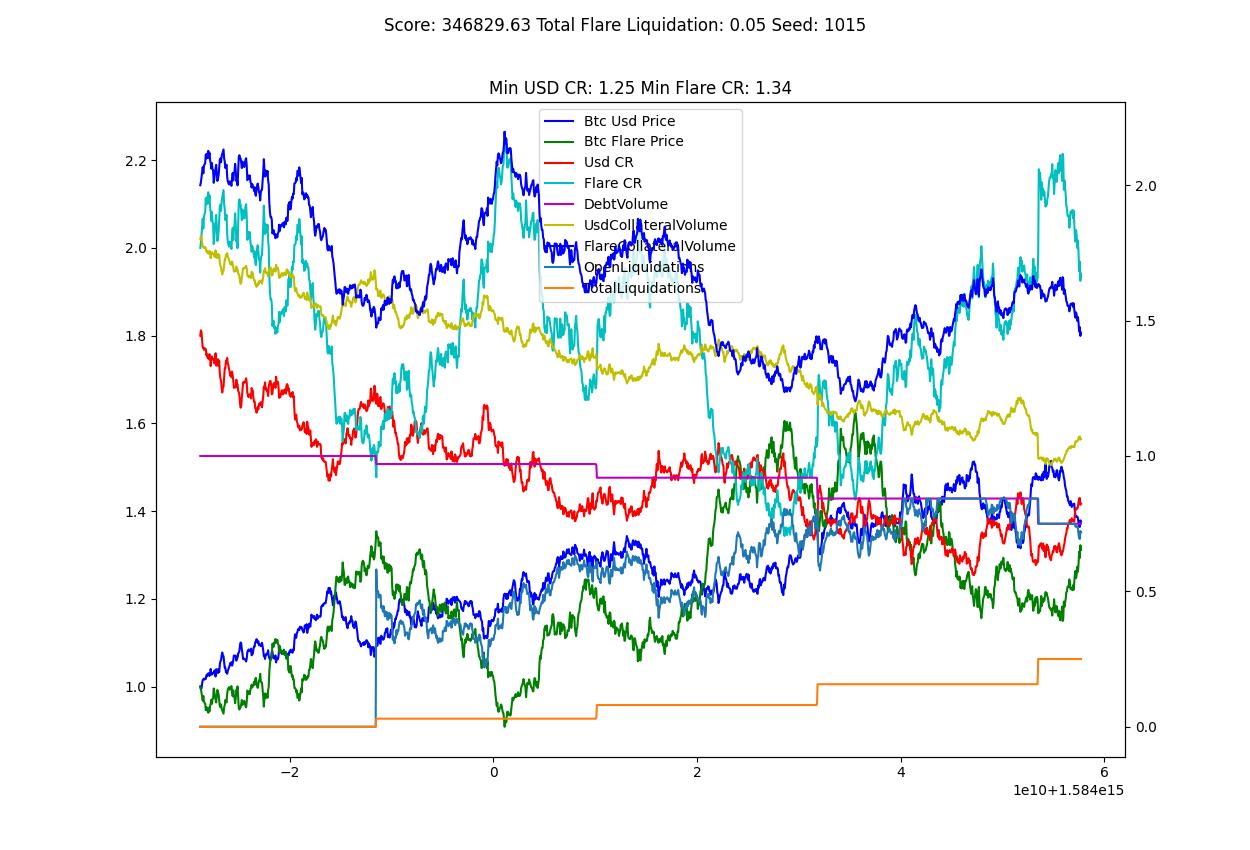 Score: 346829.63 Total Flare Liquidation: 0.05 Seed: 1015
Min USD CR: 1.25 Min Flare CR: 1.34
Btc Usd Price
Btc Flare Price
Usd CR
Flare CR
DebtVolume
UsdCollateralVolume
FlareCollateralVolume
OpenLiquidations
TotalLiquidations
2.2
2.0
1.8
1.6
1.4
1.2
1.0
2.0
1.5
1.0
0.5
0.0
−2
0
2
4
6
1e10+1.584e15